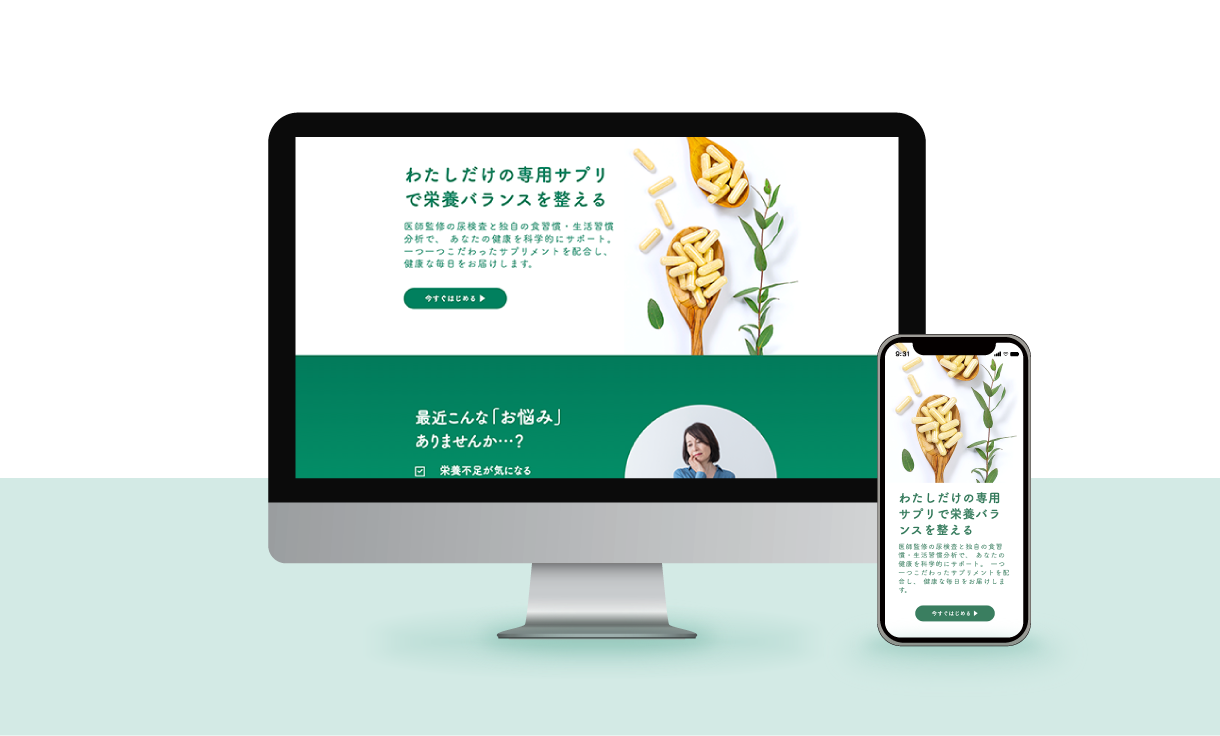 わたしだけの専用サプリ
で栄養バランスを整える
医師監修の尿検査と独自の食習慣・生活習慣
分析で、 あなたの健康を科学的にサポート。
一つ一つこだわったサプリメントを配合し、
健康な毎日をお届けします。
今すぐはじめる ▶
最近こんな「お悩み」
ありませんか…？
栄養不足が気になる
9:31
わたしだけの専用
サプリで栄養バラ
ンスを整える
医師監修の尿検査と独自の食習
慣・生活習慣分析で、 あなたの
健康を科学的にサポート。 一つ
一つこだわったサプリメントを配
合し、 健康な毎日をお届けしま
す。
今すぐはじめる ▶